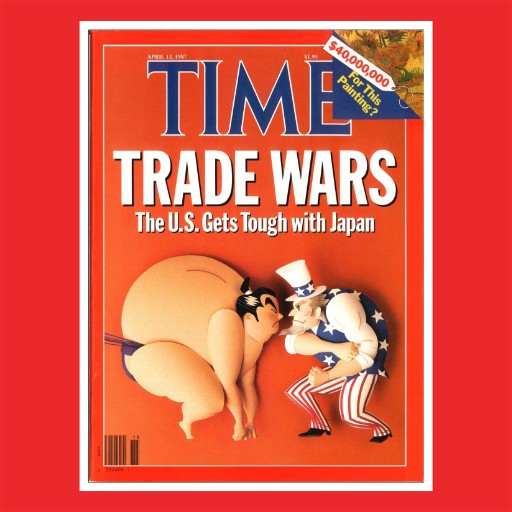 APRIL 13, 1987
$1.95
TIME
$40,000,000
For This
Painting?
TRADE WARS
The U.S. Gets Tough with Japan